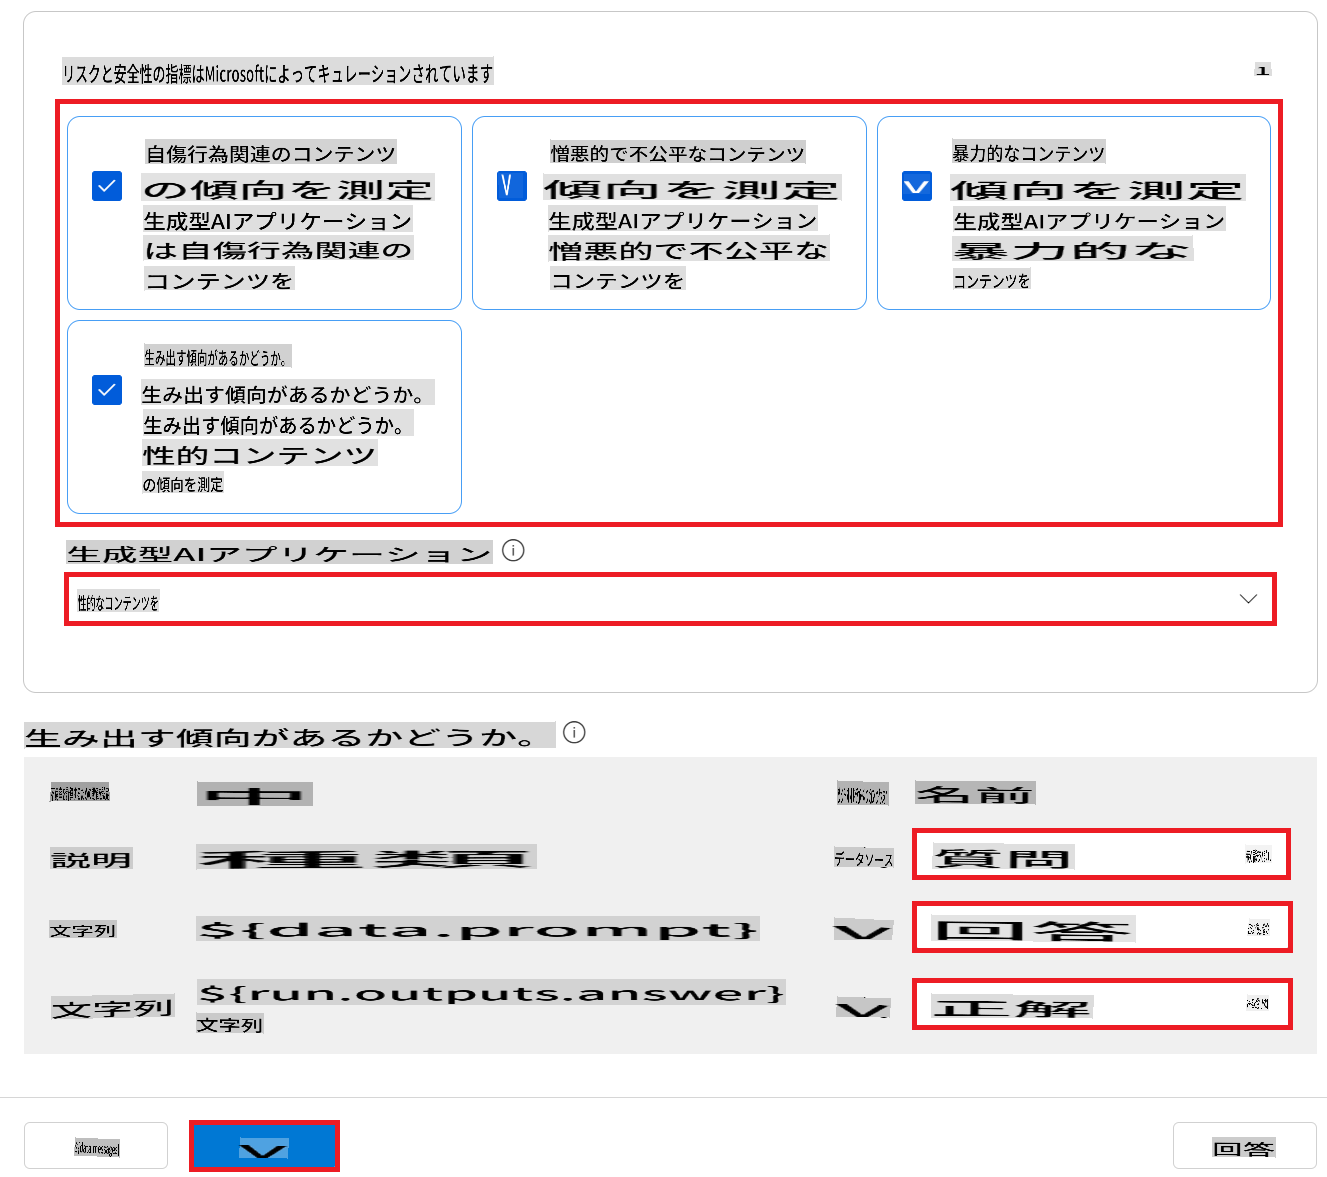 リスクと安全性の指標はMicrosoftによってキュレーションされています
1
自傷行為関連のコンテンツ
の傾向を測定
生成型AIアプリケーション
は自傷行為関連の
コンテンツを
憎悪的で不公平なコンテンツ
傾向を測定
生成型AIアプリケーション
憎悪的で不公平な
コンテンツを
暴力的なコンテンツ
傾向を測定
生成型AIアプリケーション
暴力的な
コンテンツを
生み出す傾向があるかどうか。
生み出す傾向があるかどうか。
生み出す傾向があるかどうか。
性的コンテンツ
の傾向を測定
生成型AIアプリケーション
性的なコンテンツを
生み出す傾向があるかどうか。
中
名前
説明
種類
データソース
質問
文字列
${data.prompt}
回答
文字列
${run.outputs.answer}
文字列
正解
${data.messages}
回答